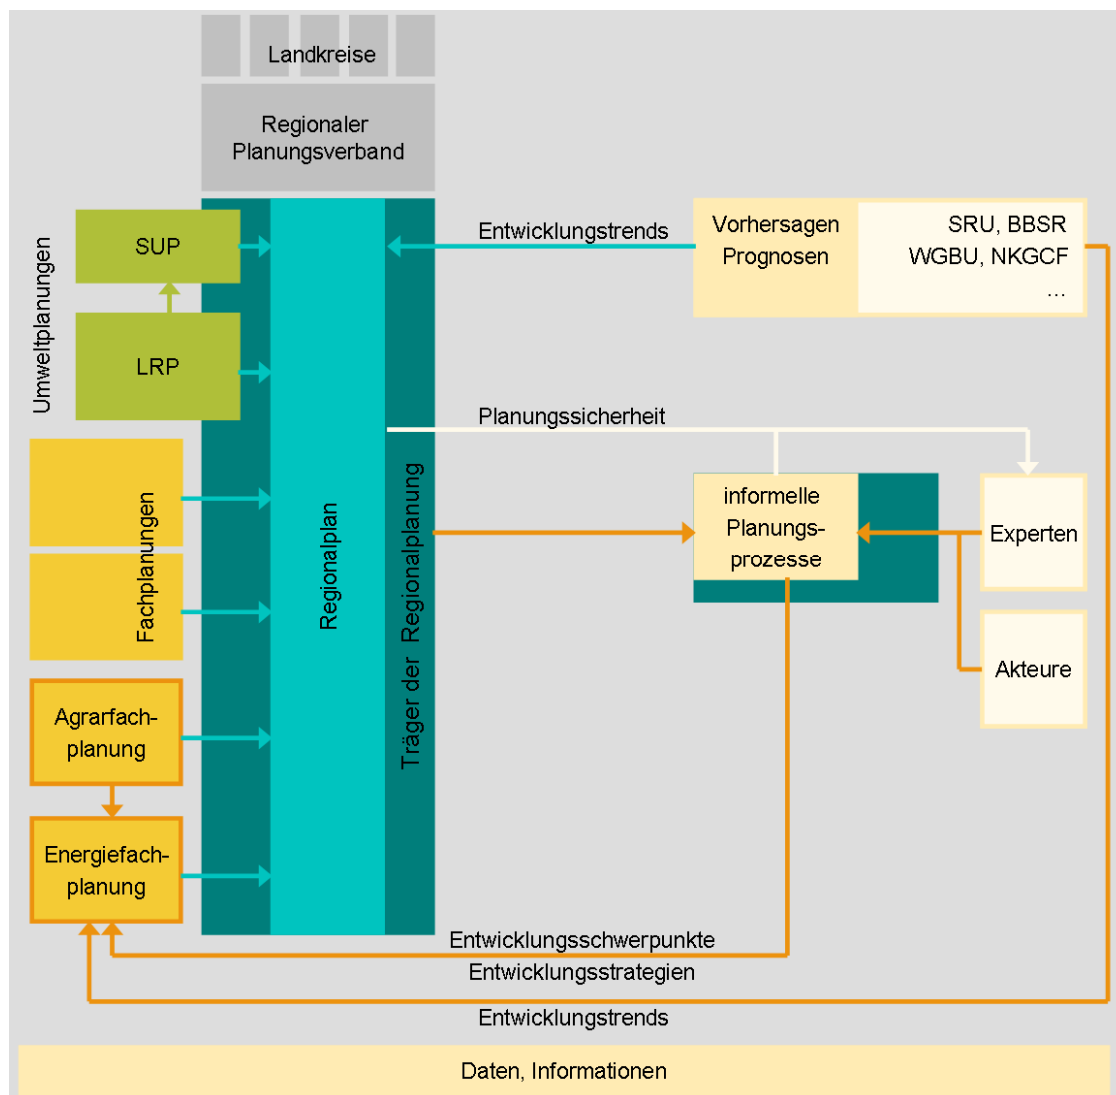 Landkreise
Regionaler
Planungsverband
Umweltplanungen
SUP
LRP
Entwicklungstrends
Vorhersagen
Prognosen
SRU, BBSR
WGBU, NKGCF
...
Planungssicherheit
Fachplanungen
Regionalplan
Träger der Regionalplanung
informelle
Planungs-
prozesse
Experten
Akteure
Agrarfach-
planung
Energiefach-
planung
Entwicklungsschwerpunkte
Entwicklungsstrategien
Entwicklungstrends
Daten, Informationen